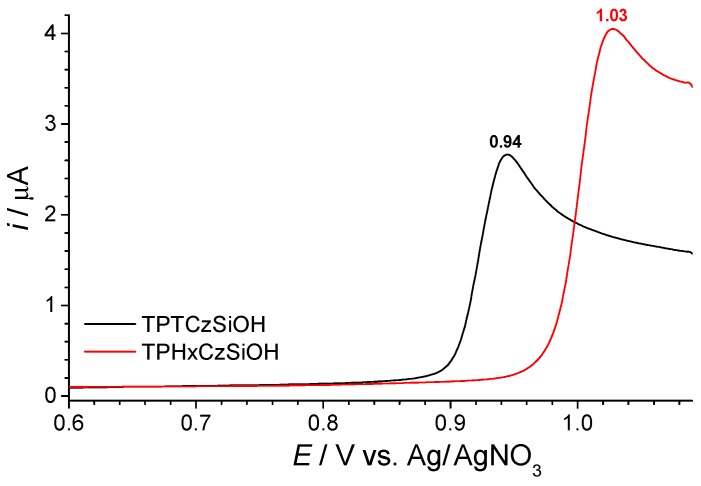 1.03
4
3
0.94
i / μA
2
1
TPTCzSiOH
TPHxCzSiOH
0
0.6 0.7 0.8 0.9 1.0
E / V vs. Ag/AgNO₃